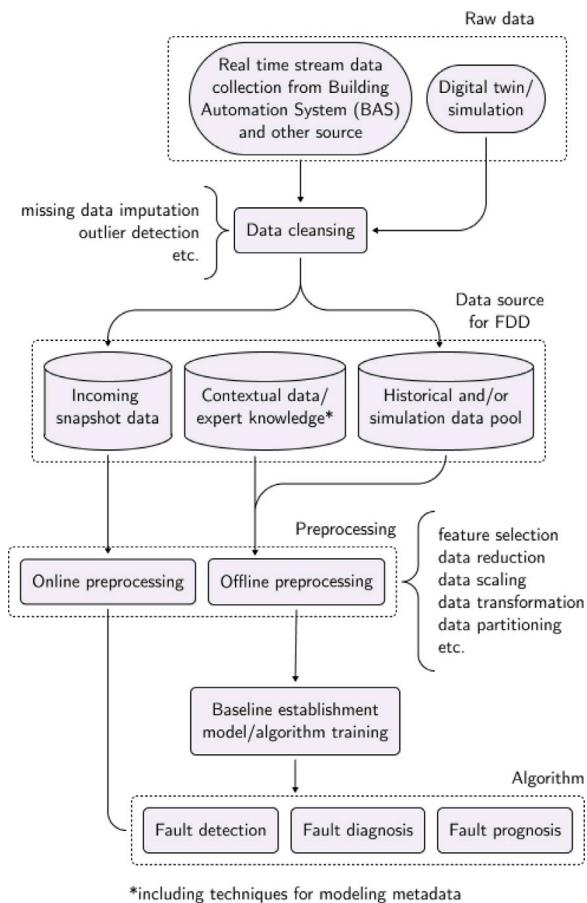 Raw data
Real time stream data
collection from Building
Automation System (BAS)
and other source
Digital twin/
simulation
missing data imputation
outlier detection
etc.
Data cleansing
Data source
for FDD
Incoming
snapshot data
Contextual data/
expert knowledge*
Historical and/or
simulation data pool
Preprocessing
Online preprocessing
Offline preprocessing
feature selection
data reduction
data scaling
data transformation
data partitioning
etc.
Baseline establishment
model/algorithm training
Algorithm
Fault detection
Fault diagnosis
Fault prognosis
*including techniques for modeling metadata